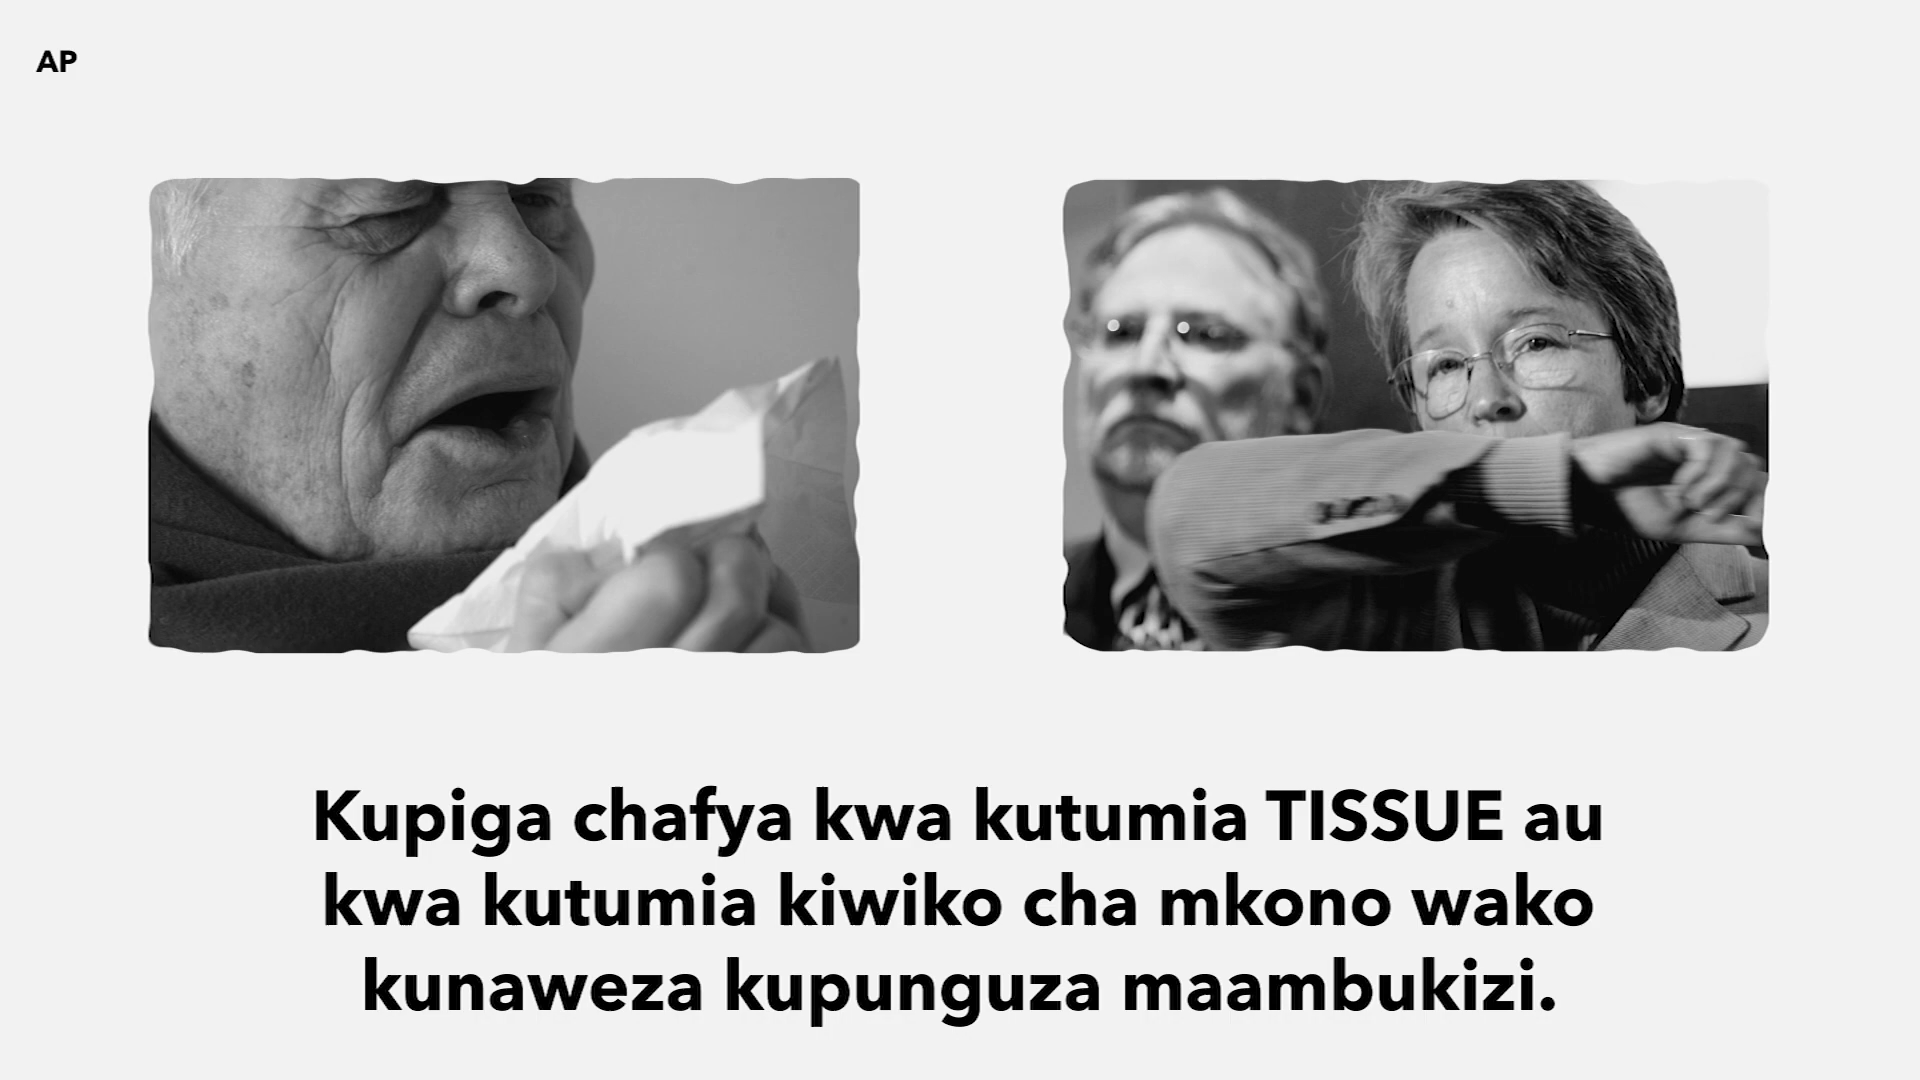 AP
Kupiga chafya kwa kutumia TISSUE au
kwa kutumia kiwiko cha mkono wako
kunaweza kupunguza maambukizi.